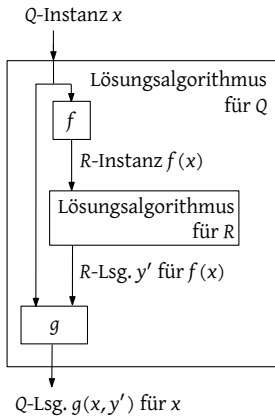 Q-Instanz x
Lösungsalgorithmus
für Q
f
R-Instanz f(x)
Lösungsalgorithmus
für R
R-Lsg. y′ für f(x)
g
Q-Lsg. g(x, y′) für x